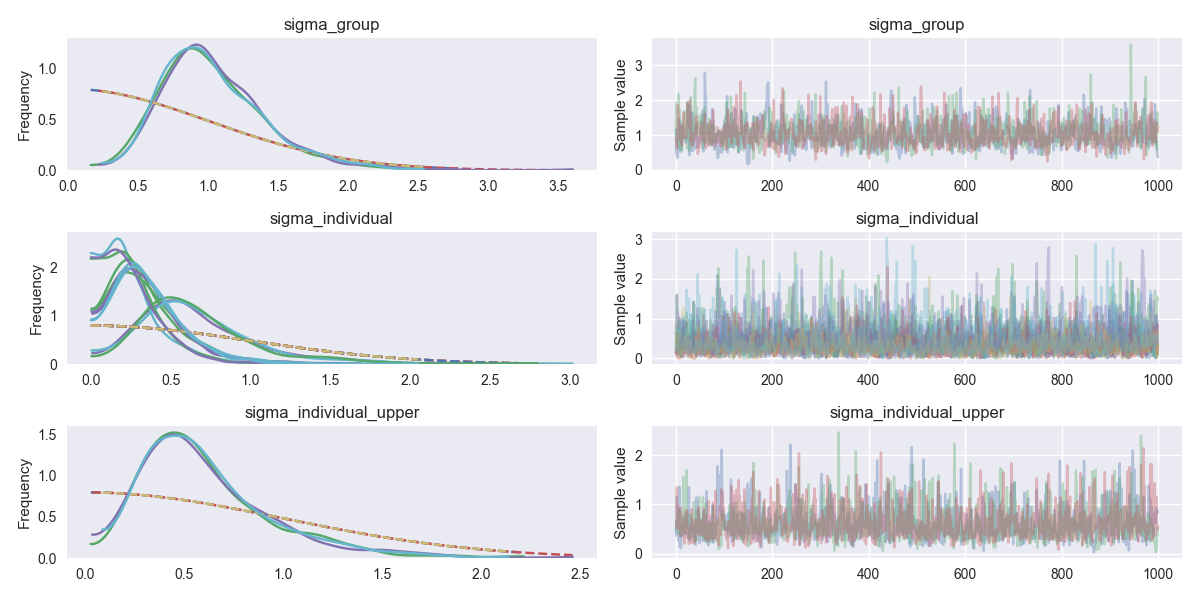 sigma_group
Frequency
1.0
0.5
0.0
0.0 0.5 1.0 1.5 2.0 2.5 3.0 3.5
sigma_group
Sample value
3
2
1
0
0 200 400 600 800 1000
sigma_individual
Frequency
2
1
0
0.0 0.5 1.0 1.5 2.0 2.5 3.0
sigma_individual
Sample value
3
2
1
0
0 200 400 600 800 1000
sigma_individual_upper
Frequency
1.5
1.0
0.5
0.0
0.0 0.5 1.0 1.5 2.0 2.5
sigma_individual_upper
Sample value
2
1
0
0 200 400 600 800 1000